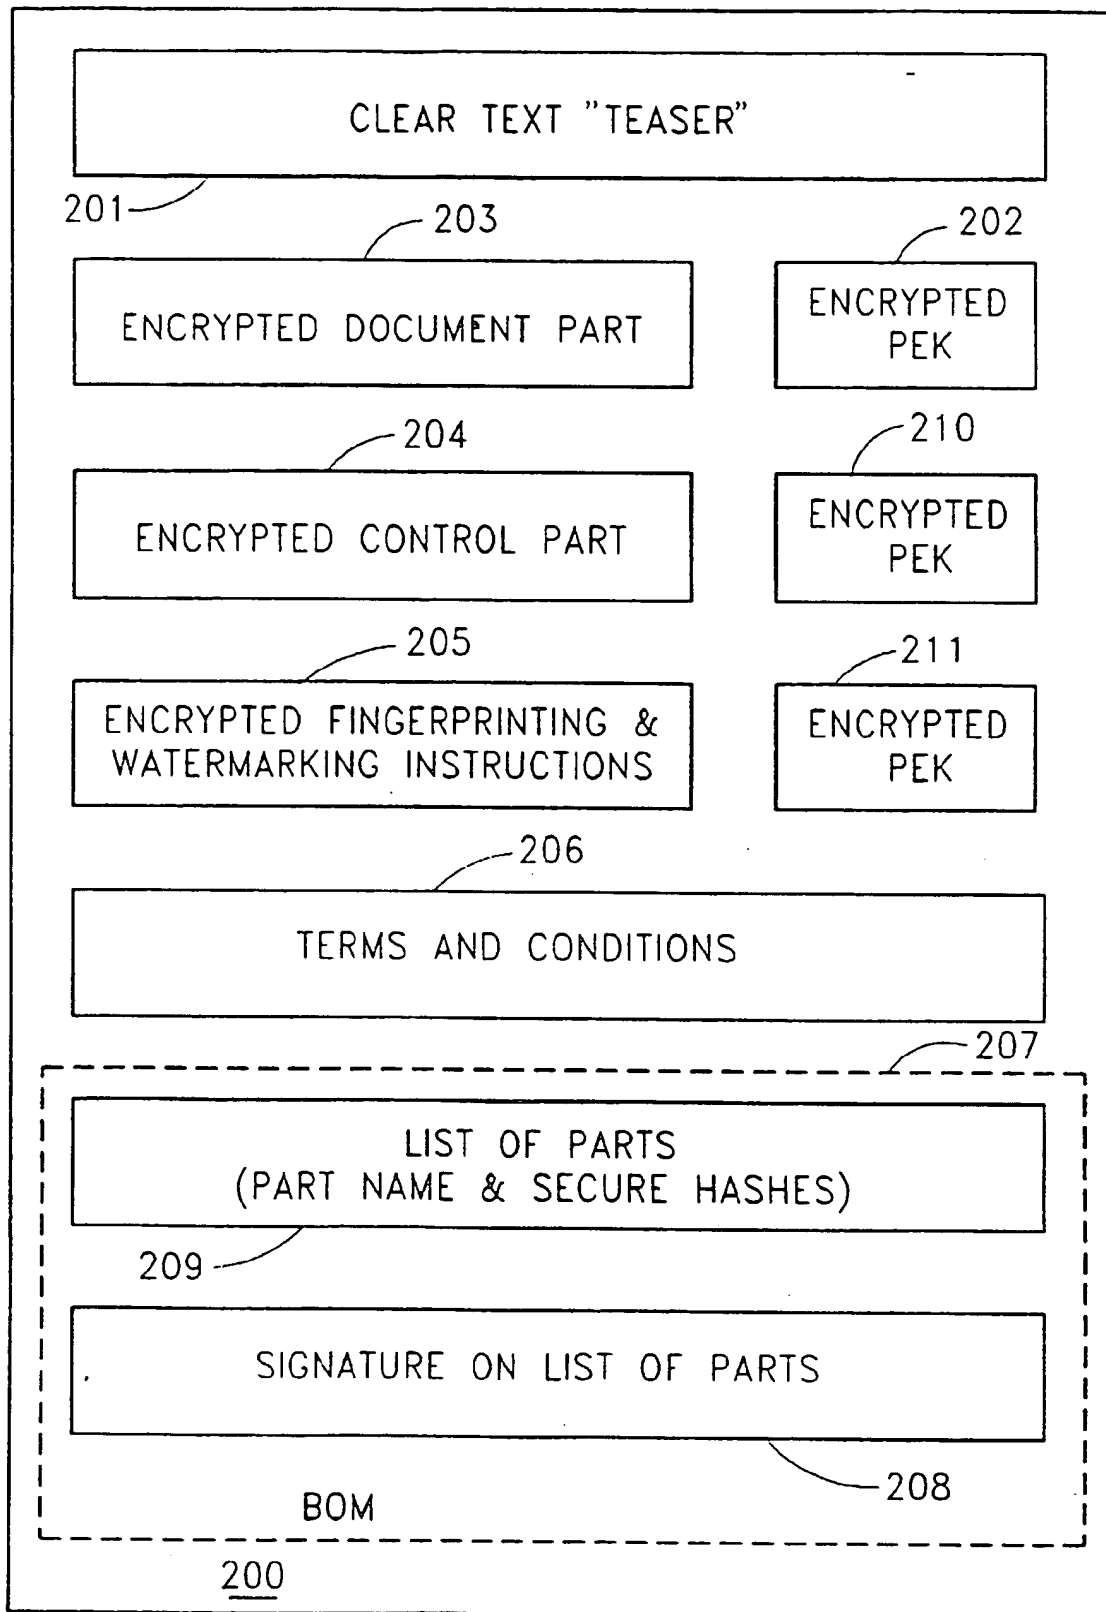 CLEAR TEXT "TEASER"
201
203
202
ENCRYPTED DOCUMENT PART
ENCRYPTED
PEK
204
210
ENCRYPTED CONTROL PART
ENCRYPTED
PEK
205
211
ENCRYPTED FINGERPRINTING &
WATERMARKING INSTRUCTIONS
ENCRYPTED
PEK
206
TERMS AND CONDITIONS
207
LIST OF PARTS
(PART NAME & SECURE HASHES)
209
SIGNATURE ON LIST OF PARTS
208
BOM
200